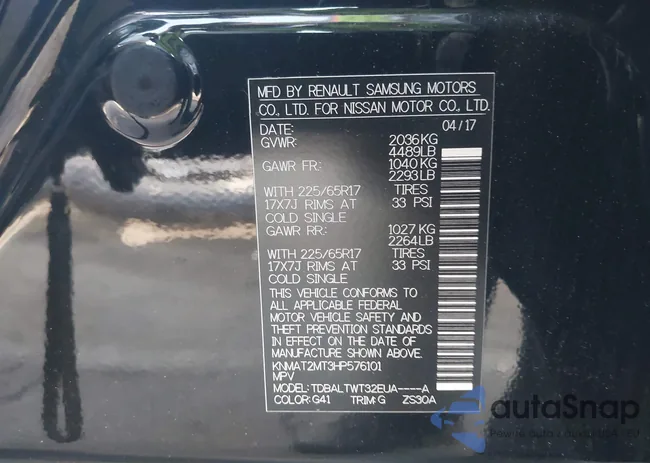 MFD BY RENAULT SAMSUNG MOTORS
CO., LTD. FOR NISSAN MOTOR CO., LTD.
DATE: 04/17
GVWR: 2036KG
4489LB
GAWR FR: 1040KG
2293LB
WITH 225/65R17 TIRES
17X7J RIMS AT 33 PSI
COLD SINGLE
GAWR RR: 1027KG
2264LB
WITH 225/65R17 TIRES
17X7J RIMS AT 33 PSI
COLD SINGLE
THIS VEHICLE CONFORMS TO
ALL APPLICABLE FEDERAL
MOTOR VEHICLE SAFETY AND
THEFT PREVENTION STANDARDS
IN EFFECT ON THE DATE OF
MANUFACTURE SHOWN ABOVE.
KNMAT2MT3HP576101
MPV
MODEL: TDBALTWT32EUA----A
COLOR: G41 TRIM: G ZS30A
autoSnap